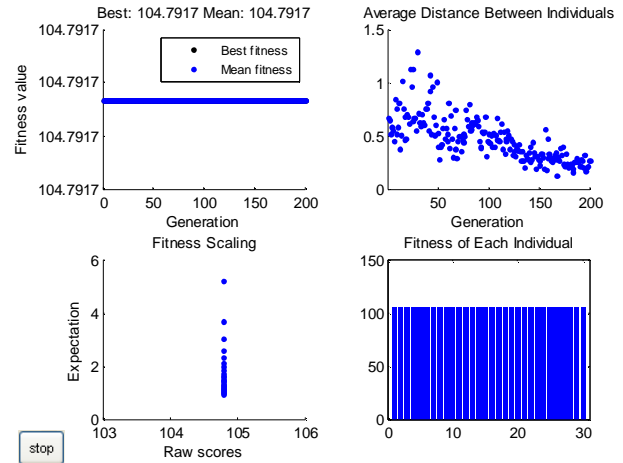 Best: 104.7917 Mean: 104.7917
104.7917
104.7917
104.7917
104.7917
Fitness value
Best fitness
Mean fitness
0 50 100 150 200
Generation
Average Distance Between Individuals
1.5
1
0.5
0
50 100 150 200
Generation
Fitness Scaling
6
4
2
0
Expectation
103 104 105 106
Raw scores
Fitness of Each Individual
150
100
50
0
0 10 20 30
stop